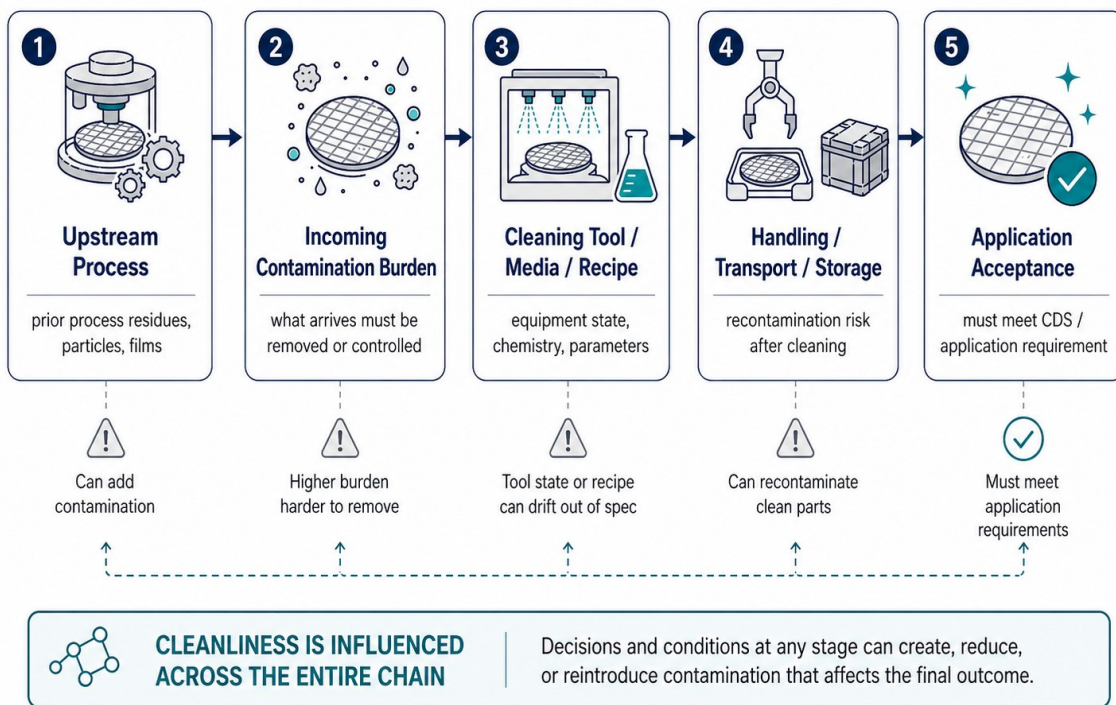 1
Upstream
Process
prior process residues,
particles, films
Can add
contamination
2
Incoming
Contamination Burden
what arrives must be
removed or controlled
Higher burden
harder to remove
3
Cleaning Tool /
Media / Recipe
equipment state,
chemistry, parameters
Tool state or recipe
can drift out of spec
4
Handling /
Transport / Storage
recontamination risk
after cleaning
Can recontaminate
clean parts
5
Application
Acceptance
must meet CDS /
application requirement
Must meet
application
requirements
CLEANLINESS IS INFLUENCED
ACROSS THE ENTIRE CHAIN
Decisions and conditions at any stage can create, reduce,
or reintroduce contamination that affects the final outcome.